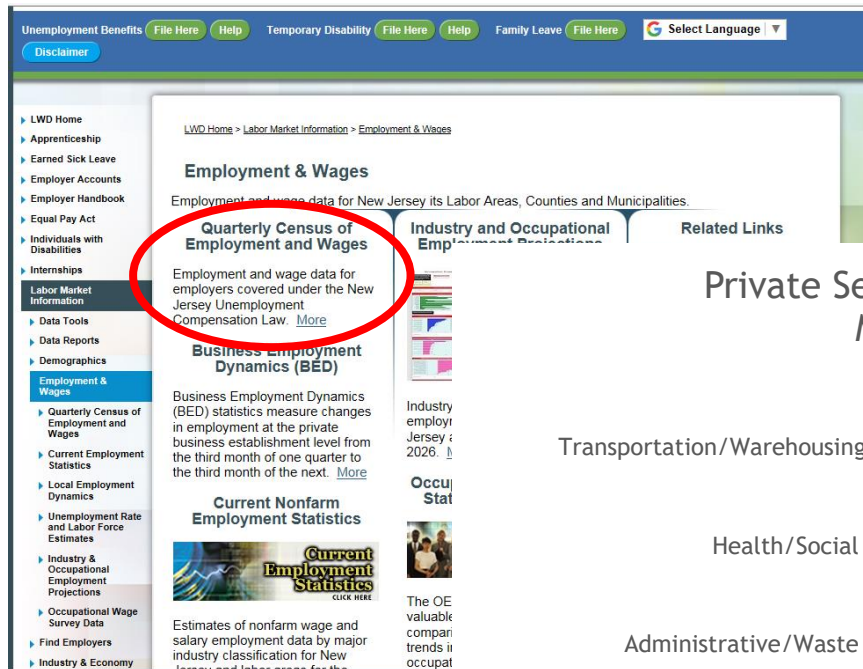 Unemployment Benefits File Here Help Temporary Disability File Here Help Family Leave File Here G Select Language ▼
Disclaimer
LWD Home
Apprenticeship
Earned Sick Leave
Employer Accounts
Employer Handbook
Equal Pay Act
Individuals with
Disabilities
Internships
Labor Market
Information
Data Tools
Data Reports
Demographics
Employment &
Wages
Quarterly Census of
Employment and
Wages
Current Employment
Statistics
Local Employment
Dynamics
Unemployment Rate
and Labor Force
Estimates
Industry &
Occupational
Employment
Projections
Occupational Wage
Survey Data
Find Employers
Industry & Economy
LWD Home > Labor Market Information > Employment & Wages
Employment & Wages
Employment and wage data for New Jersey its Labor Areas, Counties and Municipalities.
Quarterly Census of
Employment and Wages
Employment and wage data for
employers covered under the New
Jersey Unemployment
Compensation Law. More
Business Employment
Dynamics (BED)
Business Employment Dynamics
(BED) statistics measure changes
in employment at the private
business establishment level from
the third month of one quarter to
the third month of the next. More
Current Nonfarm
Employment Statistics
Current
Employment
Statistics
CLICK HERE
Estimates of nonfarm wage and
salary employment data by major
industry classification for New
Jersey and labor areas for the
Industry and Occupational
Employment Projections
Industry
employ
Jersey
2026.
Occu
Stat
The OE
valuable
compari
trends i
occupat
Related Links
Private Se
Transportation/Warehousing
Health/Social
Administrative/Waste